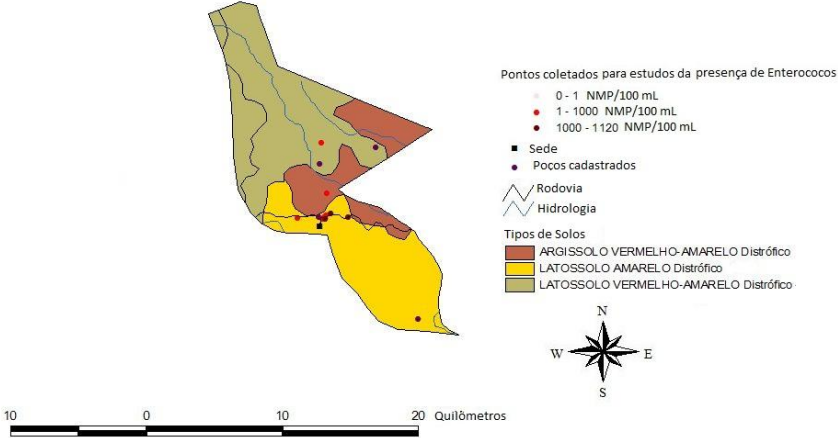 Pontos coletados para estudos da presença de Enterococos
0 - 1 NMP/100 mL
1 - 1000 NMP/100 mL
1000 - 1120 NMP/100 mL
Sede
Poços cadastrados
Rodovia
Hidrologia
Tipos de Solos
ARGISSOLO VERMELHO-AMARELO Distrófico
LATOSSOLO AMARELO Distrófico
LATOSSOLO VERMELHO-AMARELO Distrófico
N
W E
S
10 0 10 20 Quilômetros